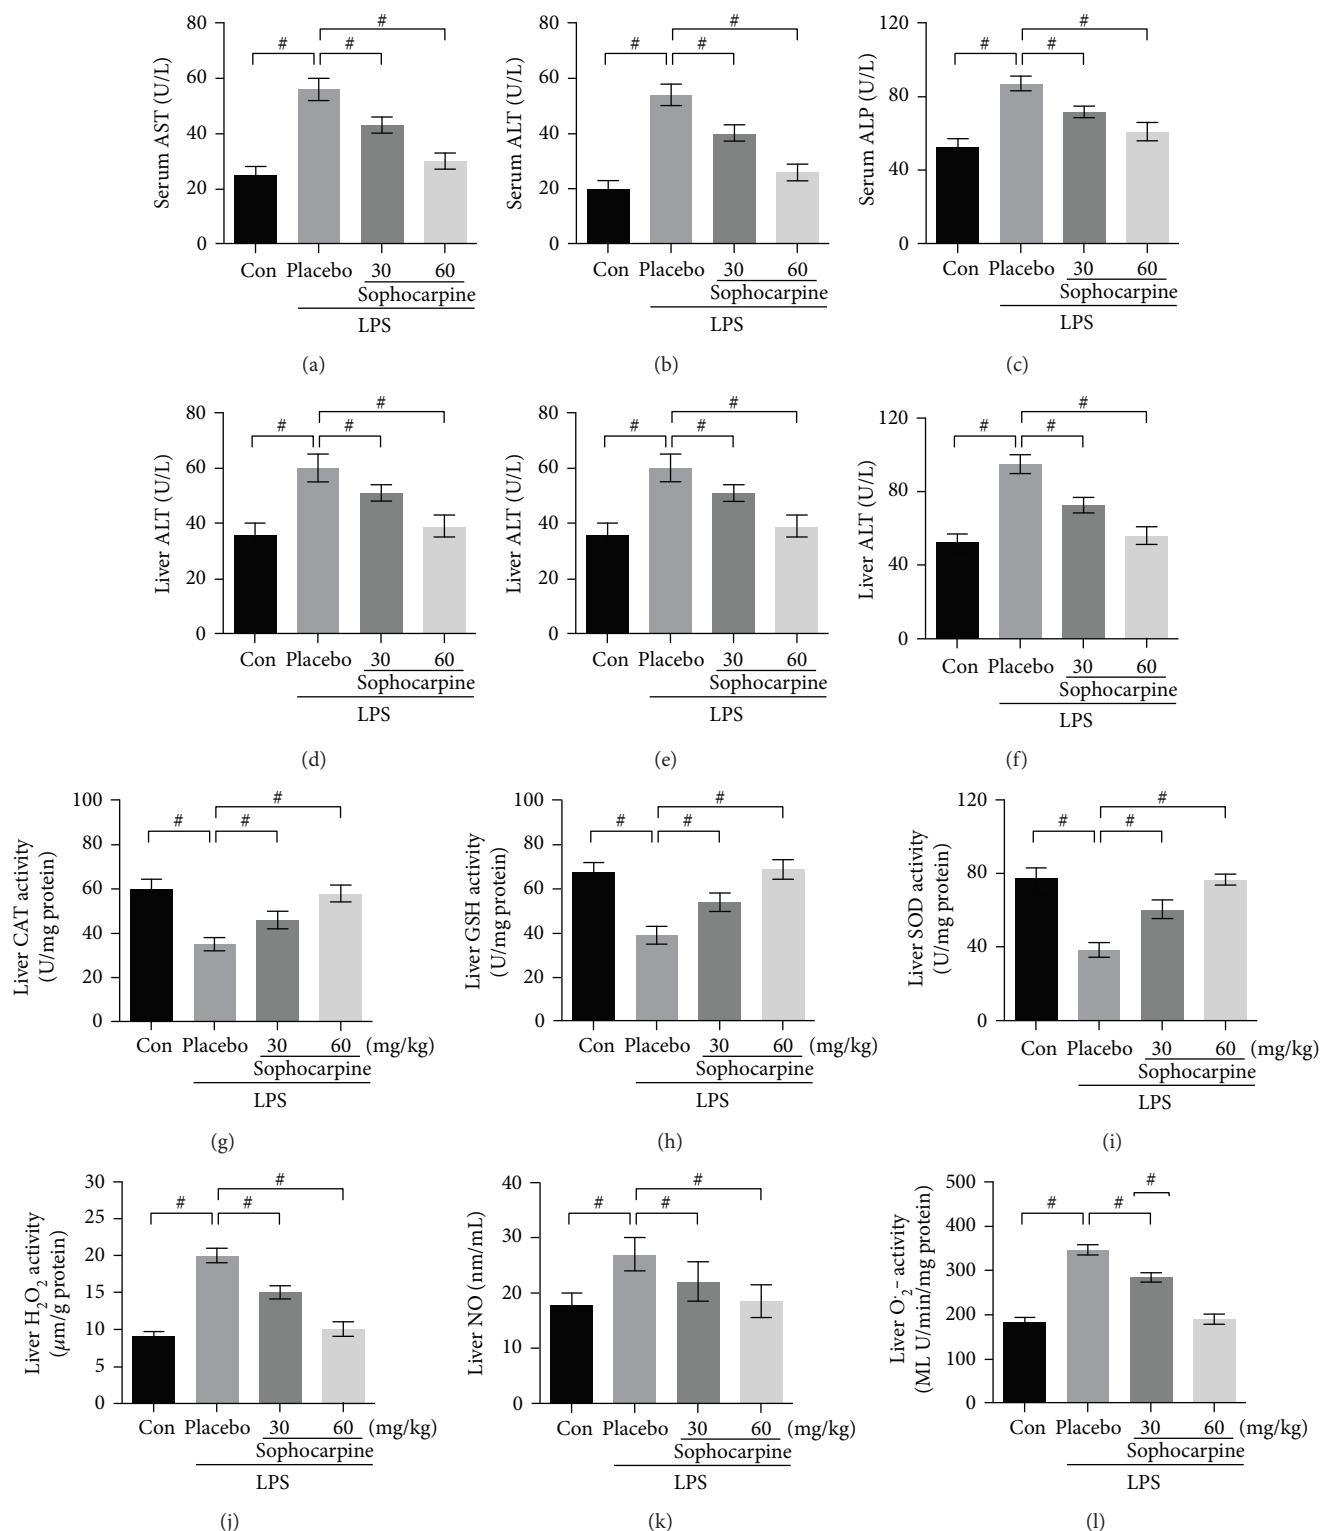 Serum AST (U/L)
80
60
40
20
0
#
#
#
Con Placebo 30 60
Sophocarpine
LPS
(a)
Serum ALT (U/L)
80
60
40
20
0
#
#
#
Con Placebo 30 60
Sophocarpine
LPS
(b)
Serum ALP (U/L)
120
80
40
0
#
#
#
Con Placebo 30 60
Sophocarpine
LPS
(c)
Liver ALT (U/L)
80
60
40
20
0
#
#
#
Con Placebo 30 60
Sophocarpine
LPS
(d)
Liver ALT (U/L)
80
60
40
20
0
#
#
#
Con Placebo 30 60
Sophocarpine
LPS
(e)
Liver ALT (U/L)
120
80
40
0
#
#
#
Con Placebo 30 60
Sophocarpine
LPS
(f)
Liver CAT activity
(U/mg protein)
100
80
60
40
20
0
#
#
#
Con Placebo 30 60 (mg/kg)
Sophocarpine
LPS
(g)
Liver GSH activity
(U/mg protein)
100
80
60
40
20
0
#
#
#
Con Placebo 30 60 (mg/kg)
Sophocarpine
LPS
(h)
Liver SOD activity
(U/mg protein)
120
80
40
0
#
#
#
Con Placebo 30 60 (mg/kg)
Sophocarpine
LPS
(i)
Liver H₂O₂ activity
(μm/g protein)
30
25
20
15
10
5
0
#
#
#
Con Placebo 30 60 (mg/kg)
Sophocarpine
LPS
(j)
Liver NO (nm/mL)
40
30
20
10
0
#
#
#
Con Placebo 30 60 (mg/kg)
Sophocarpine
LPS
(k)
Liver O₂·– activity
(ML U/min/mg protein)
500
400
300
200
100
0
#
#
#
Con Placebo 30 60 (mg/kg)
Sophocarpine
LPS
(l)